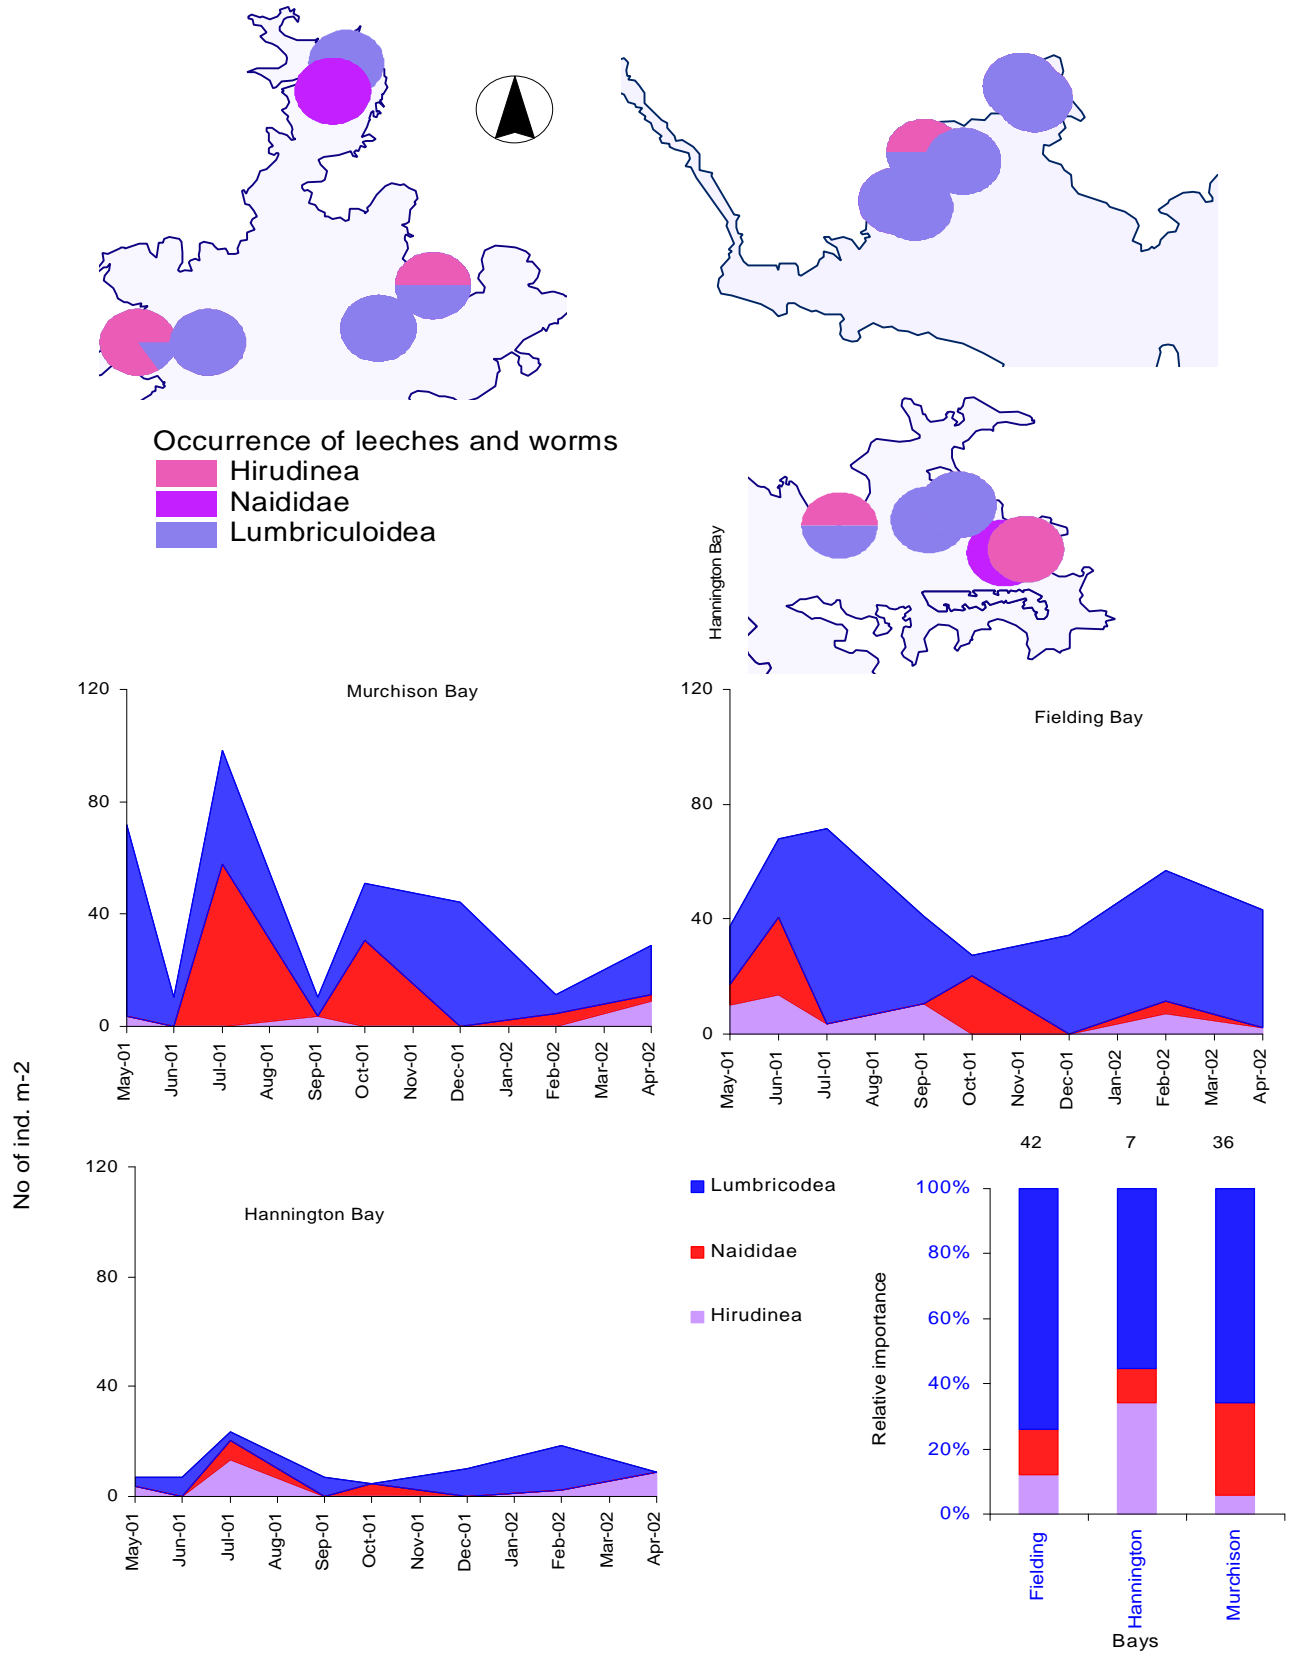 Occurrence of leeches and worms
Hirudinea
Naididae
Lumbriculoidea
Hannington Bay
No of ind. m-2
Murchison Bay
120
80
40
0
May-01
Jun-01
Jul-01
Aug-01
Sep-01
Oct-01
Nov-01
Dec-01
Jan-02
Feb-02
Mar-02
Apr-02
Fielding Bay
120
80
40
0
May-01
Jun-01
Jul-01
Aug-01
Sep-01
Oct-01
Nov-01
Dec-01
Jan-02
Feb-02
Mar-02
Apr-02
Hannington Bay
120
80
40
0
May-01
Jun-01
Jul-01
Aug-01
Sep-01
Oct-01
Nov-01
Dec-01
Jan-02
Feb-02
Mar-02
Apr-02
Lumbricodea
Naididae
Hirudinea
42 7 36
Relative importance
100%
80%
60%
40%
20%
0%
Fielding
Hannington
Murchison
Bays